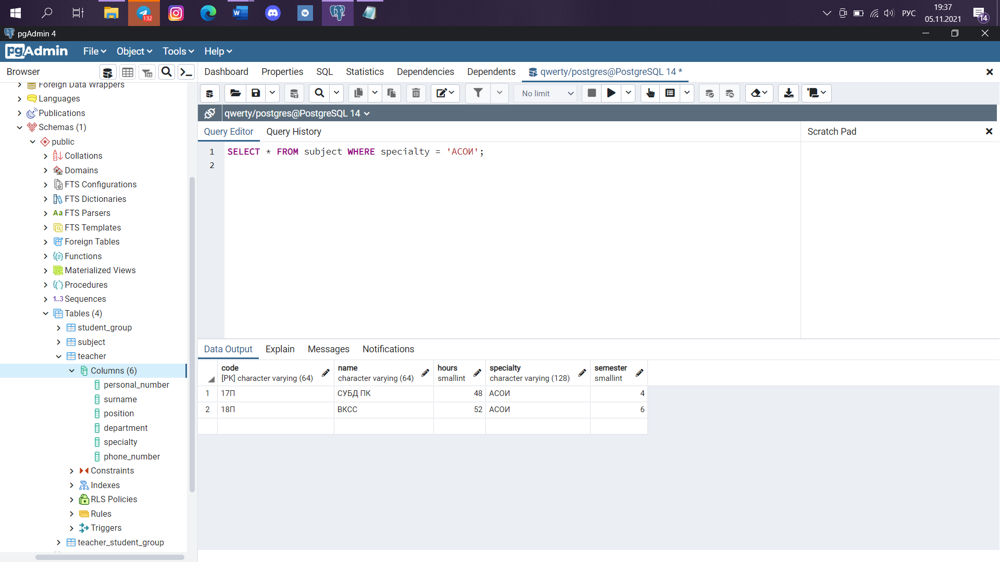 132
РУС
19:37
05.11.2021
14
pgAdmin 4
pgAdmin
File
Object
Tools
Help
Browser
Dashboard
Properties
SQL
Statistics
Dependencies
Dependents
qwerty/postgres@PostgreSQL 14 *
No limit
qwerty/postgres@PostgreSQL 14
Query Editor
Query History
Scratch Pad
1 SELECT * FROM subject WHERE specialty = 'АСОИ';
2
Foreign Data Wrappers
Languages
Publications
Schemas (1)
public
Collations
Domains
FTS Configurations
FTS Dictionaries
Aa FTS Parsers
FTS Templates
Foreign Tables
Functions
Materialized Views
Procedures
1..3 Sequences
Tables (4)
student_group
subject
teacher
Columns (6)
personal_number
surname
position
department
specialty
phone_number
Constraints
Indexes
RLS Policies
Rules
Triggers
teacher_student_group
Data Output
Explain
Messages
Notifications
code
[PK] character varying (64)
name
character varying (64)
hours
smallint
specialty
character varying (128)
semester
smallint
1 17П СУБД ПК 48 АСОИ 4
2 18П ВКСС 52 АСОИ 6